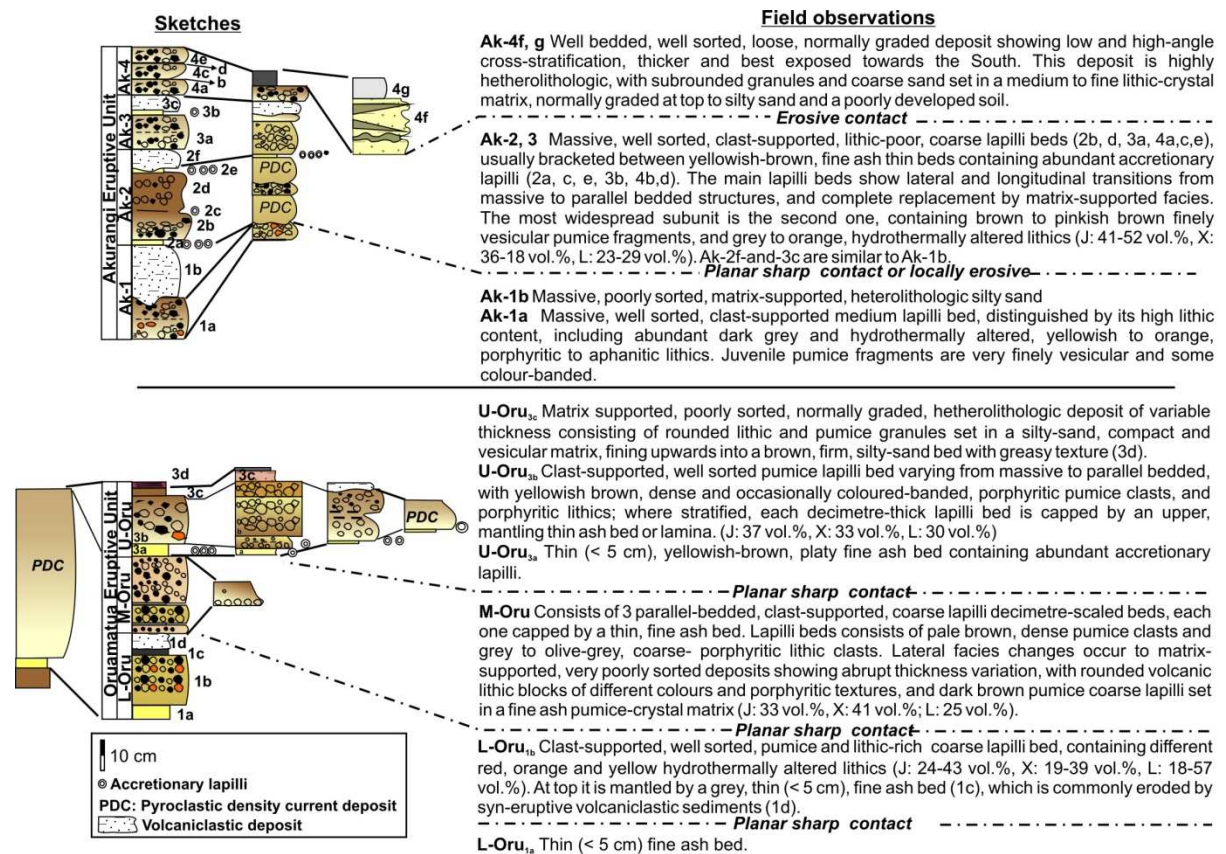 Sketches
Field observations
Akurangi Eruptive Unit
Ak-4
Ak-3
Ak-2
Ak-1
4e
d
4c
b
4a
3c
3b
3a
2f
2e
2d
2c
2b
2a
1b
1a
PDC
PDC
4g
4f
Ak-4f, g Well bedded, well sorted, loose, normally graded deposit showing low and high-angle
cross-stratification, thicker and best exposed towards the South. This deposit is highly
hetherolithologic, with subrounded granules and coarse sand set in a medium to fine lithic-crystal
matrix, normally graded at top to silty sand and a poorly developed soil.
Erosive contact
Ak-2, 3 Massive, well sorted, clast-supported, lithic-poor, coarse lapilli beds (2b, d, 3a, 4a,c,e),
usually bracketed between yellowish-brown, fine ash thin beds containing abundant accretionary
lapilli (2a, c, e, 3b, 4b,d). The main lapilli beds show lateral and longitudinal transitions from
massive to parallel bedded structures, and complete replacement by matrix-supported facies.
The most widespread subunit is the second one, containing brown to pinkish brown finely
vesicular pumice fragments, and grey to orange, hydrothermally altered lithics (J: 41-52 vol.%, X:
36-18 vol.%, L: 23-29 vol.%). Ak-2f-and-3c are similar to Ak-1b.
Planar sharp contact or locally erosive
Ak-1b Massive, poorly sorted, matrix-supported, heterolithologic silty sand
Ak-1a Massive, well sorted, clast-supported medium lapilli bed, distinguished by its high lithic
content, including abundant dark grey and hydrothermally altered, yellowish to orange,
porphyritic to aphanitic lithics. Juvenile pumice fragments are very finely vesicular and some
colour-banded.
Oruamatua Eruptive Unit
U-Oru
M-Oru
L-Oru
PDC
3d
3c
3b
3a
1d
1c
1b
1a
3c
a
PDC
U-Oru3c Matrix supported, poorly sorted, normally graded, hetherolithologic deposit of variable
thickness consisting of rounded lithic and pumice granules set in a silty-sand, compact and
vesicular matrix, fining upwards into a brown, firm, silty-sand bed with greasy texture (3d).
U-Oru3b Clast-supported, well sorted pumice lapilli bed varying from massive to parallel bedded,
with yellowish brown, dense and occasionally coloured-banded, porphyritic pumice clasts, and
porphyritic lithics; where stratified, each decimetre-thick lapilli bed is capped by an upper,
mantling thin ash bed or lamina. (J: 37 vol.%, X: 33 vol.%, L: 30 vol.%)
U-Oru3a Thin (< 5 cm), yellowish-brown, platy fine ash bed containing abundant accretionary
lapilli.
Planar sharp contact
M-Oru Consists of 3 parallel-bedded, clast-supported, coarse lapilli decimetre-scaled beds, each
one capped by a thin, fine ash bed. Lapilli beds consists of pale brown, dense pumice clasts and
grey to olive-grey, coarse- porphyritic lithic clasts. Lateral facies changes occur to matrix-
supported, very poorly sorted deposits showing abrupt thickness variation, with rounded volcanic
lithic blocks of different colours and porphyritic textures, and dark brown pumice coarse lapilli set
in a fine ash pumice-crystal matrix (J: 33 vol.%, X: 41 vol.%; L: 25 vol.%).
Planar sharp contact
L-Oru1b Clast-supported, well sorted, pumice and lithic-rich coarse lapilli bed, containing different
red, orange and yellow hydrothermally altered lithics (J: 24-43 vol.%, X: 19-39 vol.%, L: 18-57
vol.%). At top it is mantled by a grey, thin (< 5 cm), fine ash bed (1c), which is commonly eroded by
syn-eruptive volcaniclastic sediments (1d).
Planar sharp contact
L-Oru1a Thin (< 5 cm) fine ash bed.
10 cm
Accretionary lapilli
PDC: Pyroclastic density current deposit
Volcaniclastic deposit